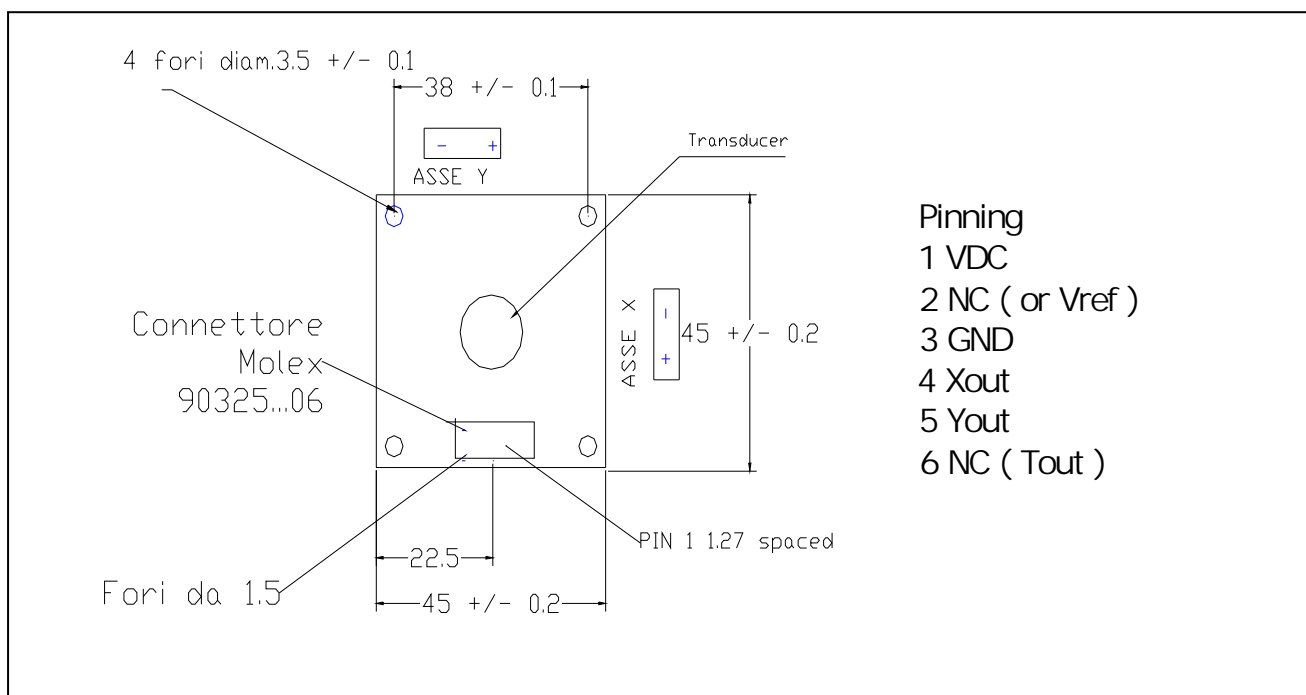 4 fori diam.3.5 +/- 0.1
38 +/- 0.1
- +
ASSE Y
Transducer
Connettore
Molex
90325...06
ASSE X
- +
45 +/- 0.2
Fori da 1.5
22.5
45 +/- 0.2
PIN 1 1.27 spaced
Pinning
1 VDC
2 NC ( or Vref )
3 GND
4 Xout
5 Yout
6 NC ( Tout )